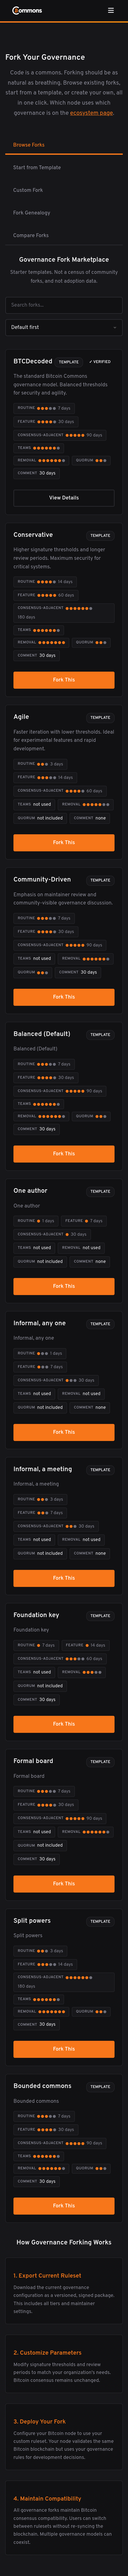 commons
Fork Your Governance
Code is a commons. Forking should be as
natural as breathing. Browse existing forks,
start from a template, or create your own, all
in one click. Which node uses which
governance is on the ecosystem page.
Browse Forks
Start from Template
Custom Fork
Fork Genealogy
Compare Forks
Governance Fork Marketplace
Starter templates. Not a census of community
forks, and not adoption data.
Search forks...
Default first
BTCDecoded TEMPLATE ✓ VERIFIED
The standard Bitcoin Commons
governance model. Balanced thresholds
for security and agility.
ROUTINE 7 days
FEATURE 30 days
CONSENSUS-ADJACENT 90 days
TEAMS
REMOVAL QUORUM
COMMENT 30 days
View Details
Conservative TEMPLATE
Higher signature thresholds and longer
review periods. Maximum security for
critical systems.
ROUTINE 14 days
FEATURE 60 days
CONSENSUS-ADJACENT
180 days
TEAMS
REMOVAL QUORUM
COMMENT 30 days
Fork This
Agile TEMPLATE
Faster iteration with lower thresholds. Ideal
for experimental features and rapid
development.
ROUTINE 3 days
FEATURE 14 days
CONSENSUS-ADJACENT 60 days
TEAMS not used REMOVAL
QUORUM not included COMMENT none
Fork This
Community-Driven TEMPLATE
Emphasis on maintainer review and
community-visible governance discussion.
ROUTINE 7 days
FEATURE 30 days
CONSENSUS-ADJACENT 90 days
TEAMS not used REMOVAL
QUORUM COMMENT 30 days
Fork This
Balanced (Default) TEMPLATE
Balanced (Default)
ROUTINE 7 days
FEATURE 30 days
CONSENSUS-ADJACENT 90 days
TEAMS
REMOVAL QUORUM
COMMENT 30 days
Fork This
One author TEMPLATE
One author
ROUTINE 1 days FEATURE 7 days
CONSENSUS-ADJACENT 30 days
TEAMS not used REMOVAL not used
QUORUM not included COMMENT none
Fork This
Informal, any one TEMPLATE
Informal, any one
ROUTINE 1 days
FEATURE 7 days
CONSENSUS-ADJACENT 30 days
TEAMS not used REMOVAL not used
QUORUM not included COMMENT none
Fork This
Informal, a meeting TEMPLATE
Informal, a meeting
ROUTINE 3 days
FEATURE 7 days
CONSENSUS-ADJACENT 30 days
TEAMS not used REMOVAL not used
QUORUM not included COMMENT none
Fork This
Foundation key TEMPLATE
Foundation key
ROUTINE 7 days FEATURE 14 days
CONSENSUS-ADJACENT 60 days
TEAMS not used REMOVAL
QUORUM not included
COMMENT 30 days
Fork This
Formal board TEMPLATE
Formal board
ROUTINE 7 days
FEATURE 30 days
CONSENSUS-ADJACENT 90 days
TEAMS not used REMOVAL
QUORUM not included
COMMENT 30 days
Fork This
Split powers TEMPLATE
Split powers
ROUTINE 3 days
FEATURE 14 days
CONSENSUS-ADJACENT
180 days
TEAMS
REMOVAL QUORUM
COMMENT 30 days
Fork This
Bounded commons TEMPLATE
Bounded commons
ROUTINE 7 days
FEATURE 30 days
CONSENSUS-ADJACENT 90 days
TEAMS
REMOVAL QUORUM
COMMENT 30 days
Fork This
How Governance Forking Works
1. Export Current Ruleset
Download the current governance
configuration as a versioned, signed package.
This includes all tiers and maintainer
settings.
2. Customize Parameters
Modify signature thresholds and review
periods to match your organization's needs.
Bitcoin consensus remains unchanged.
3. Deploy Your Fork
Configure your Bitcoin node to use your
custom ruleset. Your node validates the same
Bitcoin blockchain but uses your governance
rules for development decisions.
4. Maintain Compatibility
All governance forks maintain Bitcoin
consensus compatibility. Users can switch
between rulesets without re-syncing the
blockchain. Multiple governance models can
coexist.